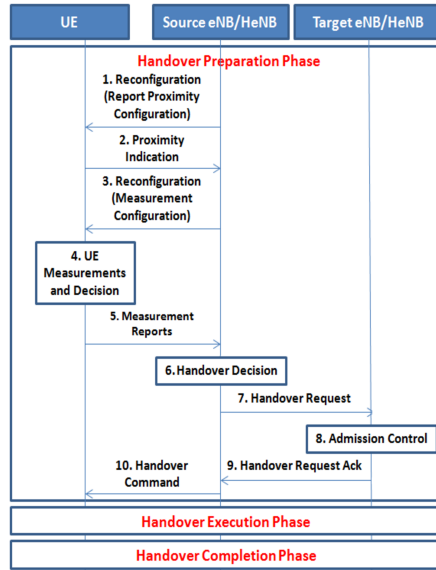 UE
Source eNB/HeNB
Target eNB/HeNB
Handover Preparation Phase
1. Reconfiguration
(Report Proximity
Configuration)
2. Proximity
Indication
3. Reconfiguration
(Measurement
Configuration)
4. UE
Measurements
and Decision
5. Measurement
Reports
6. Handover Decision
7. Handover Request
8. Admission Control
9. Handover Request Ack
10. Handover
Command
Handover Execution Phase
Handover Completion Phase